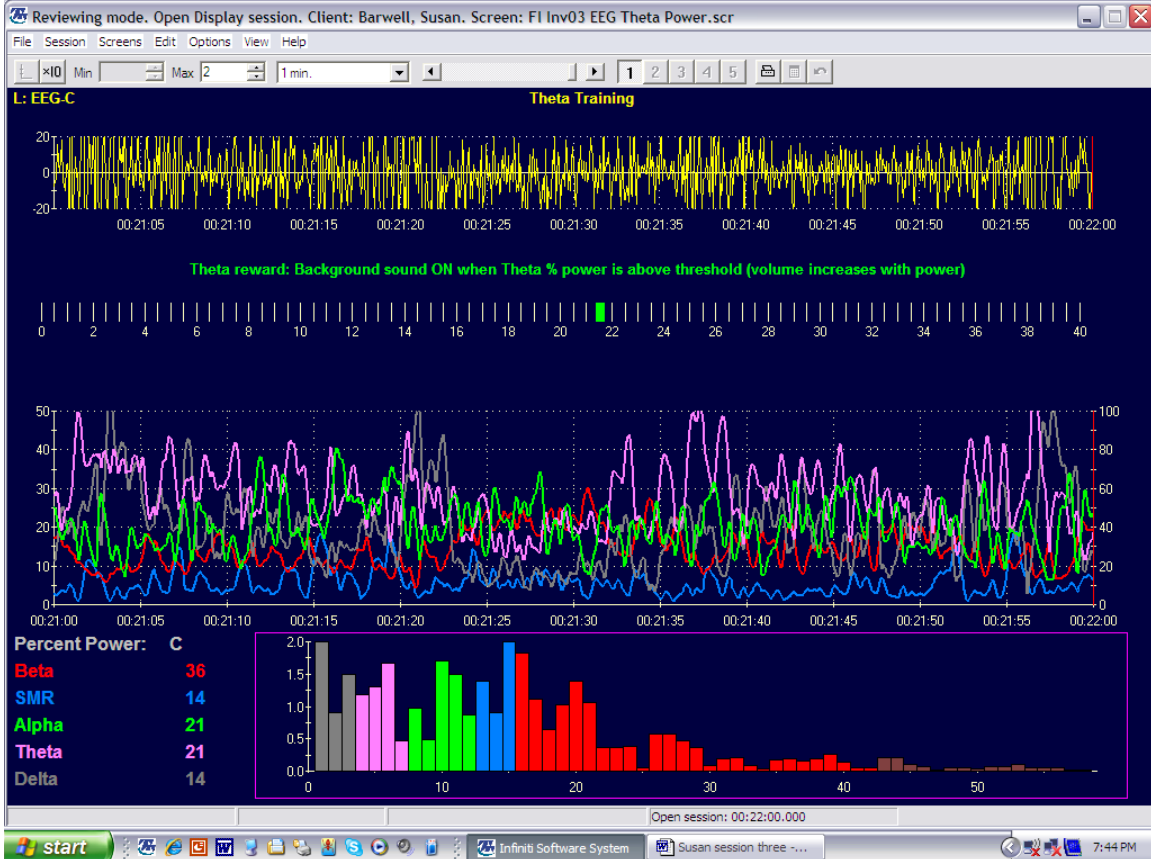 Reviewing mode. Open Display session. Client: Barwell, Susan. Screen: FI Inv03 EEG Theta Power.scr
File Session Screens Edit Options View Help
×10 Min Max 2 1 min. 1 2 3 4 5
L: EEG-C Theta Training
20
0
-20
00:21:05 00:21:10 00:21:15 00:21:20 00:21:25 00:21:30 00:21:35 00:21:40 00:21:45 00:21:50 00:21:55 00:22:00
Theta reward: Background sound ON when Theta % power is above threshold (volume increases with power)
0 2 4 6 8 10 12 14 16 18 20 22 24 26 28 30 32 34 36 38 40
50 100
40 80
30 60
20 40
10 20
0 0
00:21:00 00:21:05 00:21:10 00:21:15 00:21:20 00:21:25 00:21:30 00:21:35 00:21:40 00:21:45 00:21:50 00:21:55 00:22:00
Percent Power: C 2.0
Beta 36 1.5
SMR 14 1.0
Alpha 21
Theta 21 0.5
Delta 14 0.0
0 10 20 30 40 50
Open session: 00:22:00.000
start Infiniti Software System Susan session three -... 7:44 PM